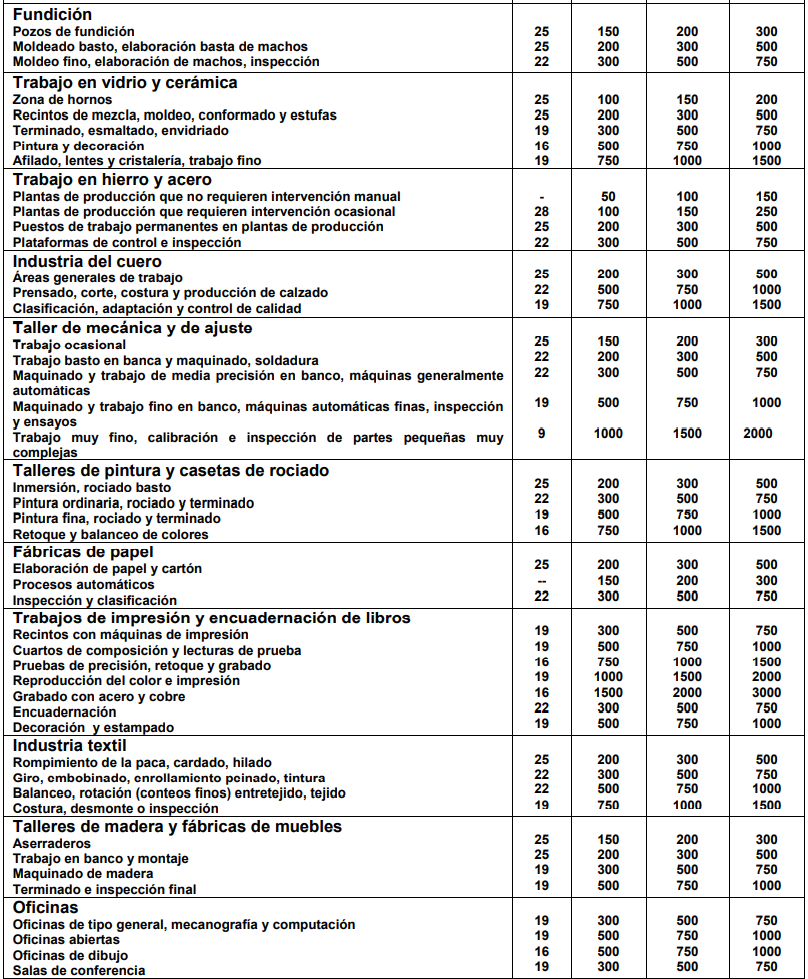 Fundición
Pozos de fundición 25 150 200 300
Moldeado basto, elaboración basta de machos 25 200 300 500
Moldeo fino, elaboración de machos, inspección 22 300 500 750
Trabajo en vidrio y cerámica
Zona de hornos 25 100 150 200
Recintos de mezcla, moldeo, conformado y estufas 25 200 300 500
Terminado, esmaltado, envidriado 19 300 500 750
Pintura y decoración 16 500 750 1000
Afilado, lentes y cristalería, trabajo fino 19 750 1000 1500
Trabajo en hierro y acero
Plantas de producción que no requieren intervención manual - 50 100 150
Plantas de producción que requieren intervención ocasional 28 100 150 250
Puestos de trabajo permanentes en plantas de producción 25 200 300 500
Plataformas de control e inspección 22 300 500 750
Industria del cuero
Áreas generales de trabajo 25 200 300 500
Prensado, corte, costura y producción de calzado 22 500 750 1000
Clasificación, adaptación y control de calidad 19 750 1000 1500
Taller de mecánica y de ajuste
Trabajo ocasional 25 150 200 300
Trabajo basto en banca y maquinado, soldadura 22 200 300 500
Maquinado y trabajo de media precisión en banco, máquinas generalmente 22 300 500 750
automáticas
Maquinado y trabajo fino en banco, máquinas automáticas finas, inspección 19 500 750 1000
y ensayos
Trabajo muy fino, calibración e inspección de partes pequeñas muy 9 1000 1500 2000
complejas
Talleres de pintura y casetas de rociado
Inmersión, rociado basto 25 200 300 500
Pintura ordinaria, rociado y terminado 22 300 500 750
Pintura fina, rociado y terminado 19 500 750 1000
Retoque y balanceo de colores 16 750 1000 1500
Fábricas de papel
Elaboración de papel y cartón 25 200 300 500
Procesos automáticos -- 150 200 300
Inspección y clasificación 22 300 500 750
Trabajos de impresión y encuadernación de libros
Recintos con máquinas de impresión 19 300 500 750
Cuartos de composición y lecturas de prueba 19 500 750 1000
Pruebas de precisión, retoque y grabado 16 750 1000 1500
Reproducción del color e impresión 19 1000 1500 2000
Grabado con acero y cobre 16 1500 2000 3000
Encuadernación 22 300 500 750
Decoración y estampado 19 500 750 1000
Industria textil
Rompimiento de la paca, cardado, hilado 25 200 300 500
Giro, embobinado, enrollamiento peinado, tintura 22 300 500 750
Balanceo, rotación (conteos finos) entretejido, tejido 22 500 750 1000
Costura, desmonte o inspección 19 750 1000 1500
Talleres de madera y fábricas de muebles
Aserraderos 25 150 200 300
Trabajo en banco y montaje 25 200 300 500
Maquinado de madera 19 300 500 750
Terminado e inspección final 19 500 750 1000
Oficinas
Oficinas de tipo general, mecanografía y computación 19 300 500 750
Oficinas abiertas 19 500 750 1000
Oficinas de dibujo 16 500 750 1000
Salas de conferencia 19 300 500 750